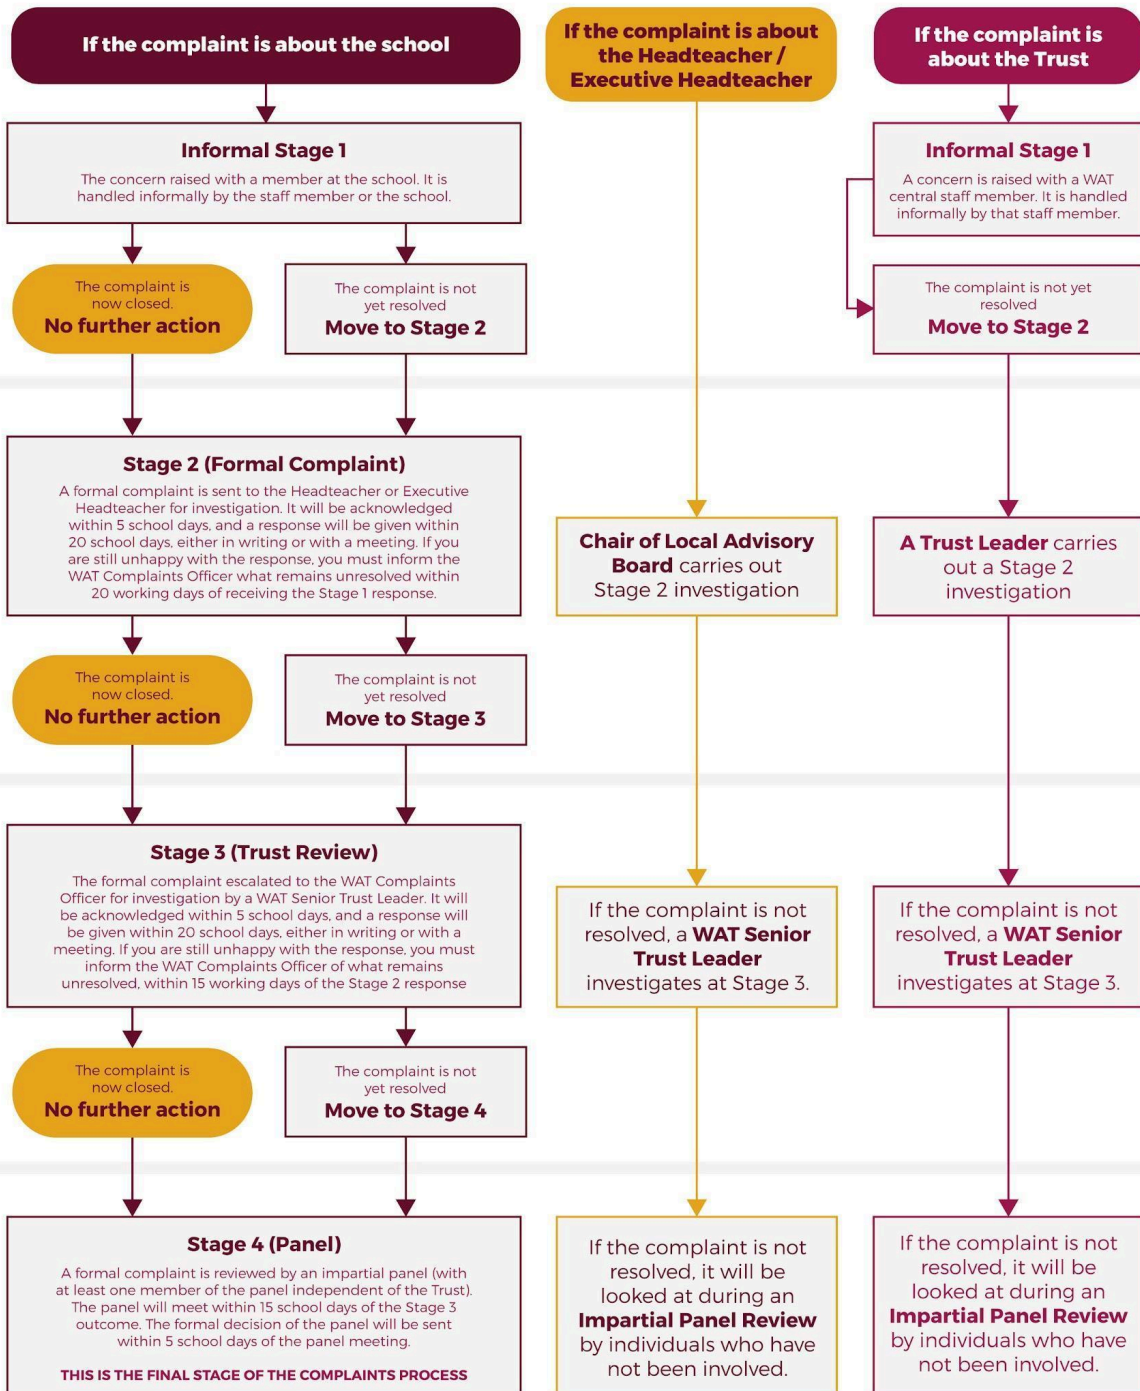 If the complaint is about the school
Informal Stage 1
The concern raised with a member at the school. It is
handled informally by the staff member or the school.
The complaint is
now closed.
No further action
The complaint is not
yet resolved
Move to Stage 2
Stage 2 (Formal Complaint)
A formal complaint is sent to the Headteacher or Executive
Headteacher for investigation. It will be acknowledged
within 5 school days, and a response will be given within
20 school days, either in writing or with a meeting. If you
are still unhappy with the response, you must inform the
WAT Complaints Officer what remains unresolved within
20 working days of receiving the Stage 1 response.
The complaint is
now closed.
No further action
The complaint is not
yet resolved
Move to Stage 3
Stage 3 (Trust Review)
The formal complaint escalated to the WAT Complaints
Officer for investigation by a WAT Senior Trust Leader. It will
be acknowledged within 5 school days, and a response will
be given within 20 school days, either in writing or with a
meeting. If you are still unhappy with the response, you must
inform the WAT Complaints Officer of what remains
unresolved, within 15 working days of the Stage 2 response
The complaint is
now closed.
No further action
The complaint is not
yet resolved
Move to Stage 4
Stage 4 (Panel)
A formal complaint is reviewed by an impartial panel (with
at least one member of the panel independent of the Trust).
The panel will meet within 15 school days of the Stage 3
outcome. The formal decision of the panel will be sent
within 5 school days of the panel meeting.
THIS IS THE FINAL STAGE OF THE COMPLAINTS PROCESS
If the complaint is about
the Headteacher /
Executive Headteacher
Chair of Local Advisory
Board carries out
Stage 2 investigation
If the complaint is not
resolved, a WAT Senior
Trust Leader
investigates at Stage 3.
If the complaint is not
resolved, it will be
looked at during an
Impartial Panel Review
by individuals who have
not been involved.
If the complaint is
about the Trust
Informal Stage 1
A concern is raised with a WAT
central staff member. It is handled
informally by that staff member.
The complaint is not yet
resolved
Move to Stage 2
A Trust Leader carries
out a Stage 2
investigation
If the complaint is not
resolved, a WAT Senior
Trust Leader
investigates at Stage 3.
If the complaint is not
resolved, it will be
looked at during an
Impartial Panel Review
by individuals who have
not been involved.